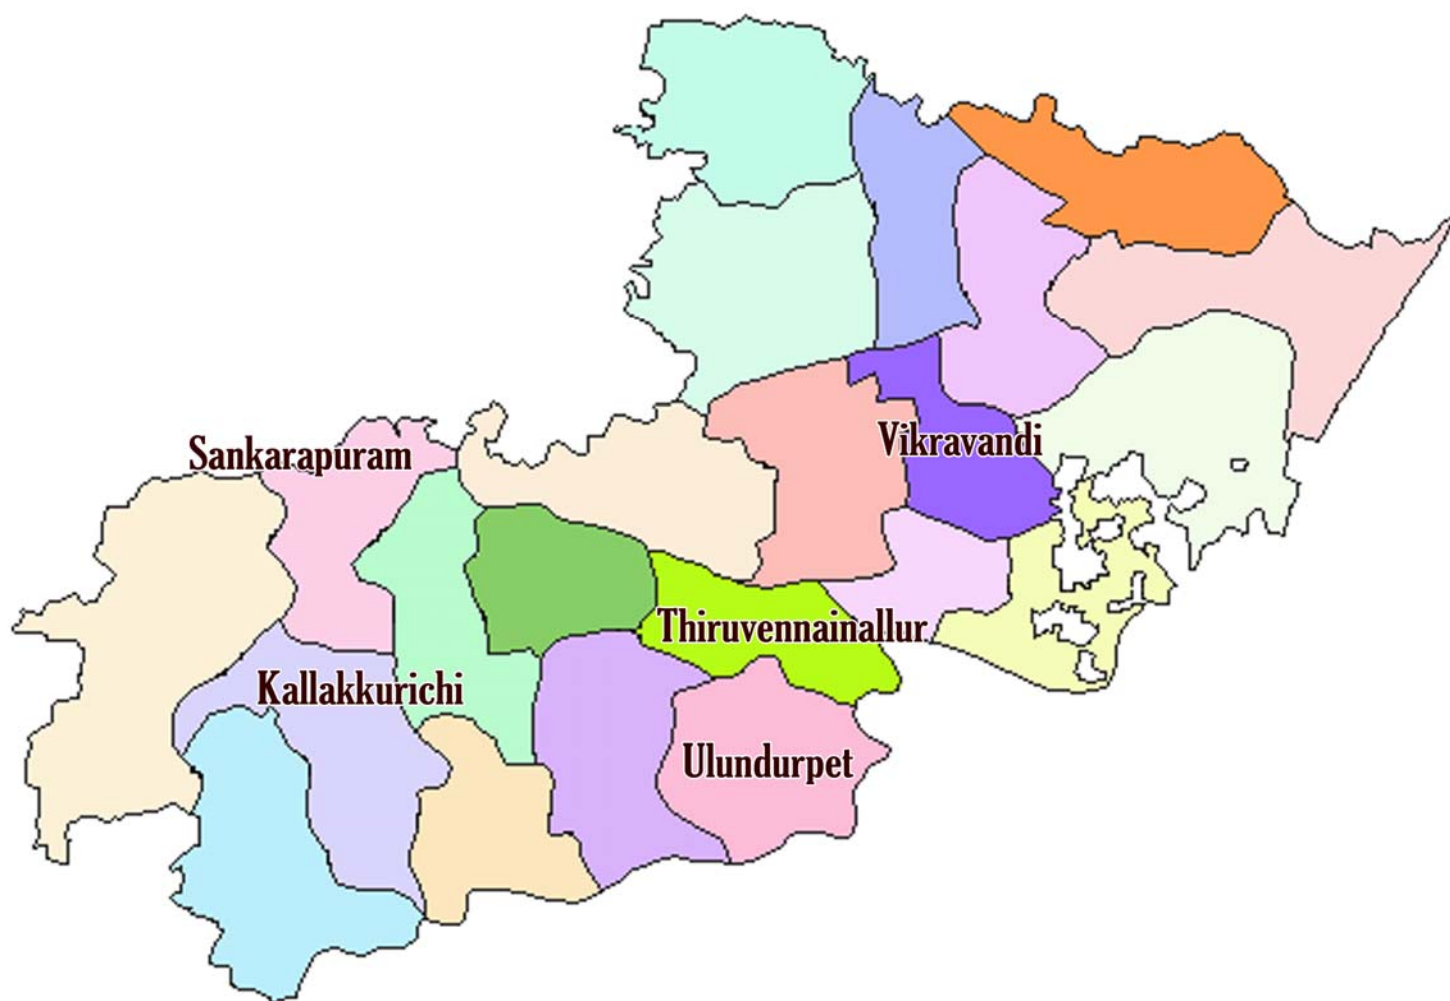 Vikravandi
Sankarapuram
Thiruvennainallur
Kallakkurichi
Ulundurpet